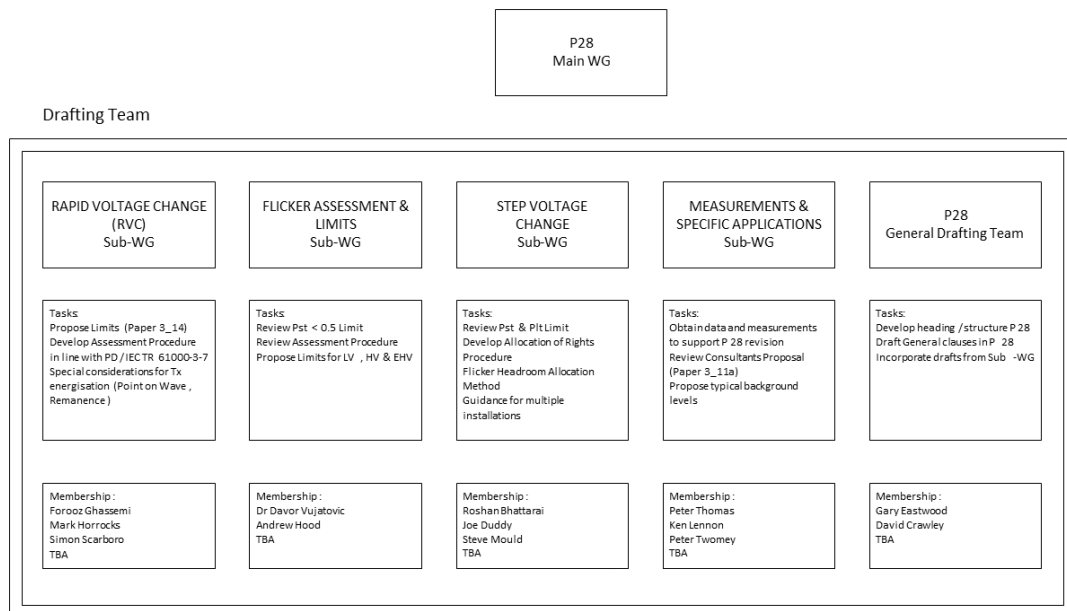 P28
Main WG
Drafting Team
RAPID VOLTAGE CHANGE
(RVC)
Sub-WG
FLICKER ASSESSMENT &
LIMITS
Sub-WG
STEP VOLTAGE
CHANGE
Sub-WG
MEASUREMENTS &
SPECIFIC APPLICATIONS
Sub-WG
P28
General Drafting Team
Tasks:
Propose Limits (Paper 3_14)
Develop Assessment Procedure
in line with PD / IEC TR 61000-3-7
Special considerations for Tx
energisation (Point on Wave ,
Remanence )
Tasks:
Review Pst < 0.5 Limit
Review Assessment Procedure
Propose Limits for LV , HV & EHV
Tasks:
Review Pst & Plt Limit
Develop Allocation of Rights
Procedure
Flicker Headroom Allocation
Method
Guidance for multiple
installations
Tasks:
Obtain data and measurements
to support P 28 revision
Review Consultants Proposal
(Paper 3_11a)
Propose typical background
levels
Tasks:
Develop heading / structure P 28
Draft General clauses in P 28
Incorporate drafts from Sub -WG
Membership :
Forooz Ghassemi
Mark Horrocks
Simon Scarboro
TBA
Membership :
Dr Davor Vujatovic
Andrew Hood
TBA
Membership :
Roshan Bhattarai
Joe Duddy
Steve Mould
TBA
Membership :
Peter Thomas
Ken Lennon
Peter Twomey
TBA
Membership :
Gary Eastwood
David Crawley
TBA